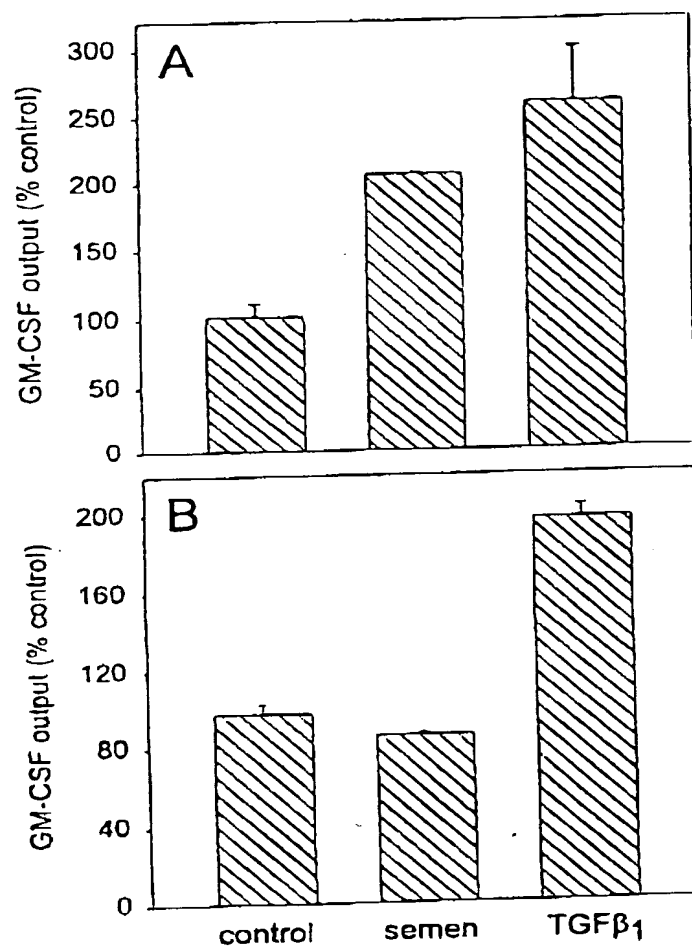 A
GM-CSF output (% control)
300
250
200
150
100
50
0
B
GM-CSF output (% control)
200
160
120
80
40
0
control semen TGFβ1